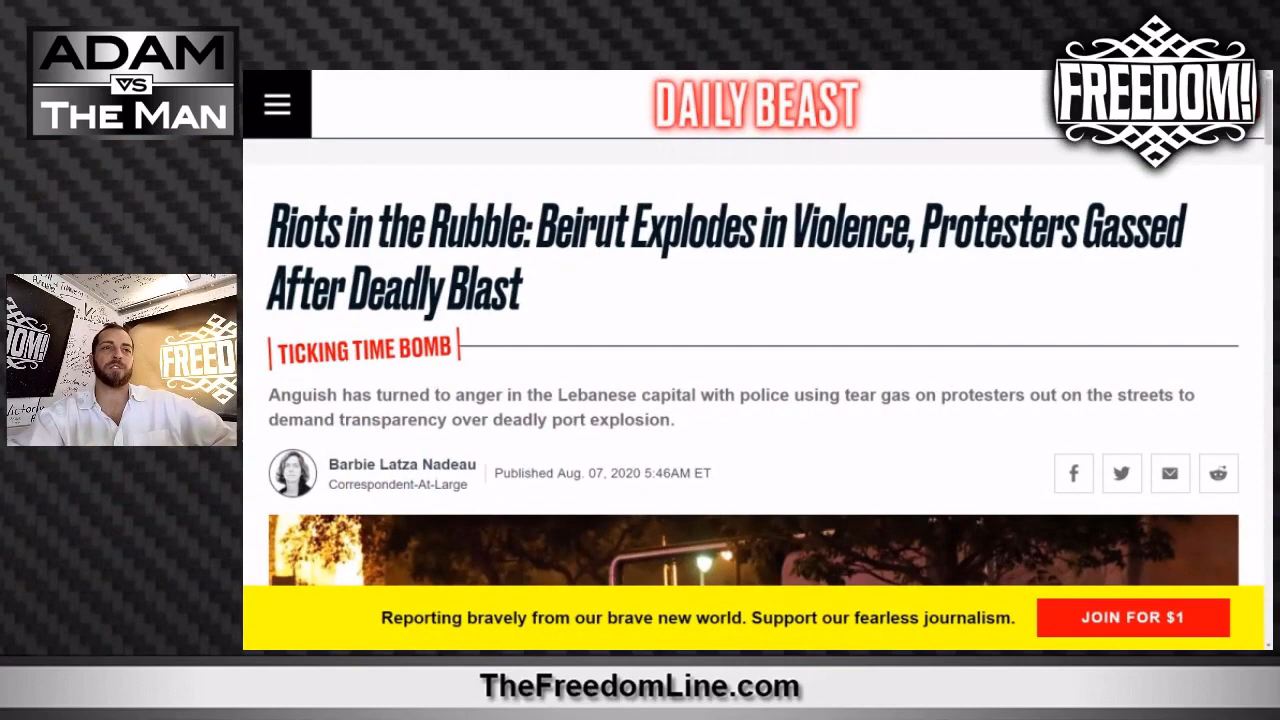 ADAM
VS
THE MAN
FREEDOM!
DAILY BEAST
Riots in the Rubble: Beirut Explodes in Violence, Protesters Gassed
After Deadly Blast
TICKING TIME BOMB
Anguish has turned to anger in the Lebanese capital with police using tear gas on protesters out on the streets to
demand transparency over deadly port explosion.
Barbie Latza Nadeau
Correspondent-At-Large
Published Aug. 07, 2020 5:46AM ET
FREED
Reporting bravely from our brave new world. Support our fearless journalism.
JOIN FOR $1
TheFreedomLine.com